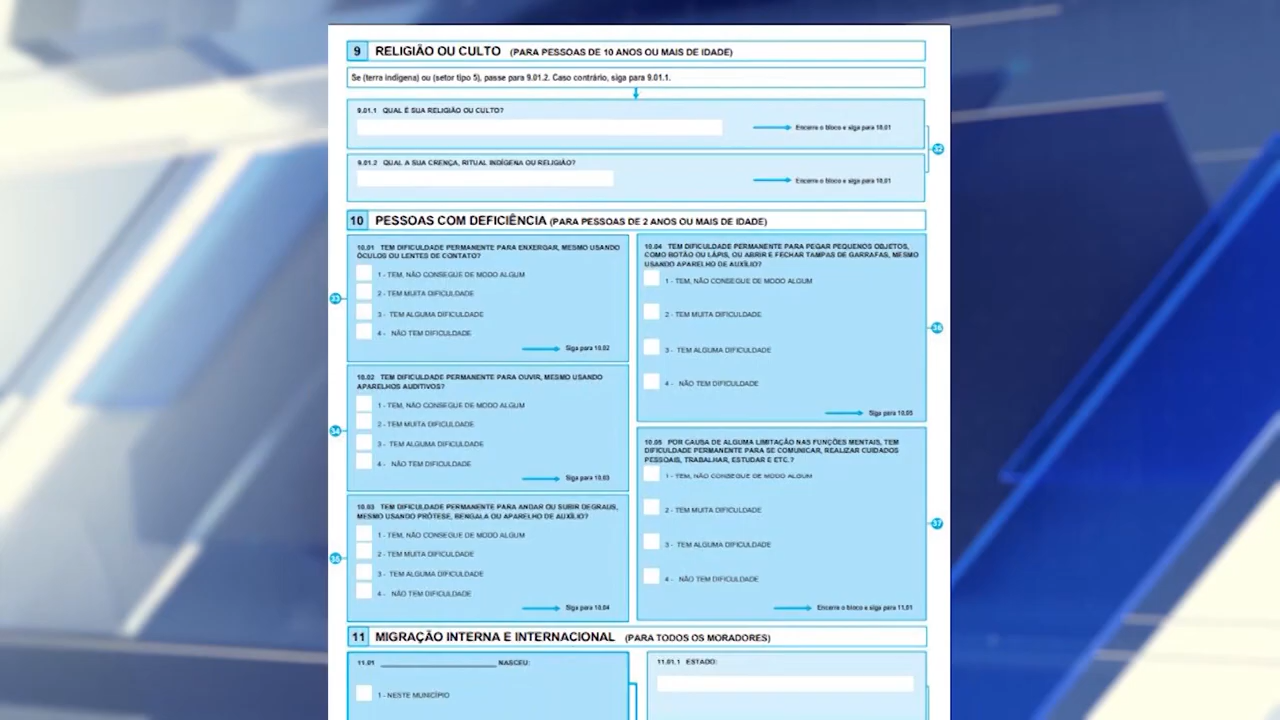 9 RELIGIÃO OU CULTO (PARA PESSOAS DE 10 ANOS OU MAIS DE IDADE)
Se (terra indígena) ou (setor tipo 5), passe para 9.01.2. Caso contrário, siga para 9.01.1.
9.01.1 QUAL É SUA RELIGIÃO OU CULTO?
Encerre o bloco e siga para 10.01
32
9.01.2 QUAL A SUA CRENÇA, RITUAL INDÍGENA OU RELIGIÃO?
Encerre o bloco e siga para 10.01
10 PESSOAS COM DEFICIÊNCIA (PARA PESSOAS DE 2 ANOS OU MAIS DE IDADE)
10.01 TEM DIFICULDADE PERMANENTE PARA ENXERGAR, MESMO USANDO
ÓCULOS OU LENTES DE CONTATO?
1 - TEM, NÃO CONSEGUE DE MODO ALGUM
2 - TEM MUITA DIFICULDADE
3 - TEM ALGUMA DIFICULDADE
4 - NÃO TEM DIFICULDADE
Siga para 10.02
33
10.02 TEM DIFICULDADE PERMANENTE PARA OUVIR, MESMO USANDO
APARELHOS AUDITIVOS?
1 - TEM, NÃO CONSEGUE DE MODO ALGUM
2 - TEM MUITA DIFICULDADE
3 - TEM ALGUMA DIFICULDADE
4 - NÃO TEM DIFICULDADE
Siga para 10.03
34
10.03 TEM DIFICULDADE PERMANENTE PARA ANDAR OU SUBIR DEGRAUS,
MESMO USANDO PRÓTESE, BENGALA OU APARELHO DE AUXÍLIO?
1 - TEM, NÃO CONSEGUE DE MODO ALGUM
2 - TEM MUITA DIFICULDADE
3 - TEM ALGUMA DIFICULDADE
4 - NÃO TEM DIFICULDADE
Siga para 10.04
35
10.04 TEM DIFICULDADE PERMANENTE PARA PEGAR PEQUENOS OBJETOS,
COMO BOTÃO OU LÁPIS, OU ABRIR E FECHAR TAMPAS DE GARRAFAS, MESMO
USANDO APARELHO DE AUXÍLIO?
1 - TEM, NÃO CONSEGUE DE MODO ALGUM
2 - TEM MUITA DIFICULDADE
3 - TEM ALGUMA DIFICULDADE
4 - NÃO TEM DIFICULDADE
Siga para 10.05
36
10.05 POR CAUSA DE ALGUMA LIMITAÇÃO NAS FUNÇÕES MENTAIS, TEM
DIFICULDADE PERMANENTE PARA SE COMUNICAR, REALIZAR CUIDADOS
PESSOAIS, TRABALHAR, ESTUDAR E ETC.?
1 - TEM, NÃO CONSEGUE DE MODO ALGUM
2 - TEM MUITA DIFICULDADE
3 - TEM ALGUMA DIFICULDADE
4 - NÃO TEM DIFICULDADE
Encerre o bloco e siga para 11.01
37
11 MIGRAÇÃO INTERNA E INTERNACIONAL (PARA TODOS OS MORADORES)
11.01 ____________________ NASCEU:
1 - NESTE MUNICÍPIO
11.01.1 ESTADO: